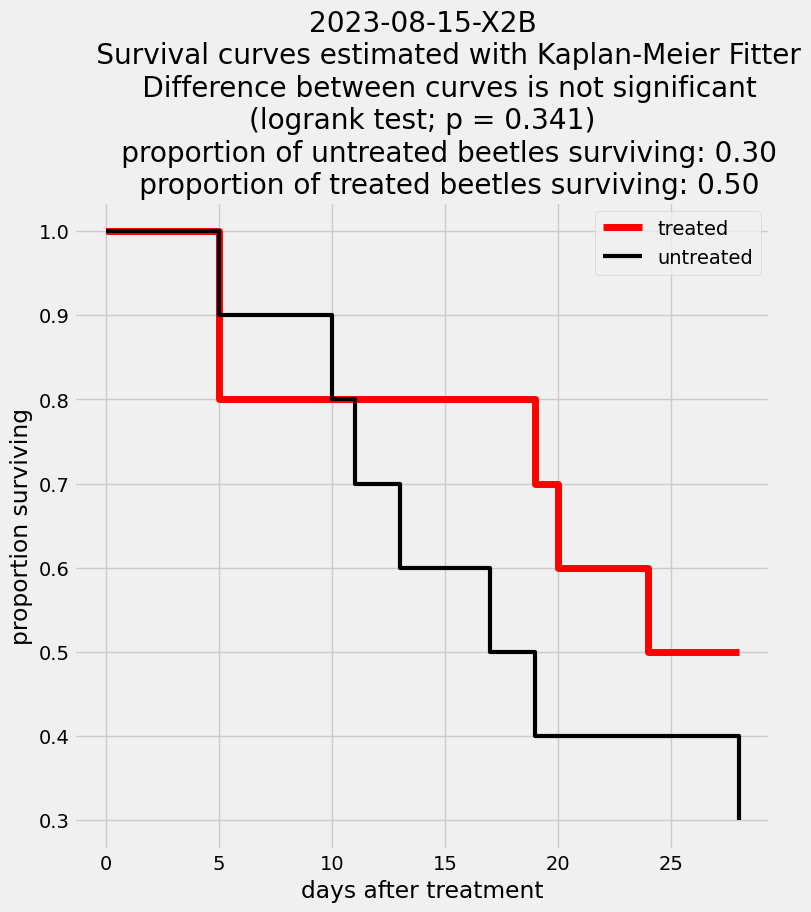 2023-08-15-X2B
Survival curves estimated with Kaplan-Meier Fitter
Difference between curves is not significant
(logrank test; p = 0.341)
proportion of untreated beetles surviving: 0.30
proportion of treated beetles surviving: 0.50
treated
untreated
1.0
0.9
0.8
0.7
0.6
0.5
0.4
0.3
proportion surviving
0 5 10 15 20 25
days after treatment